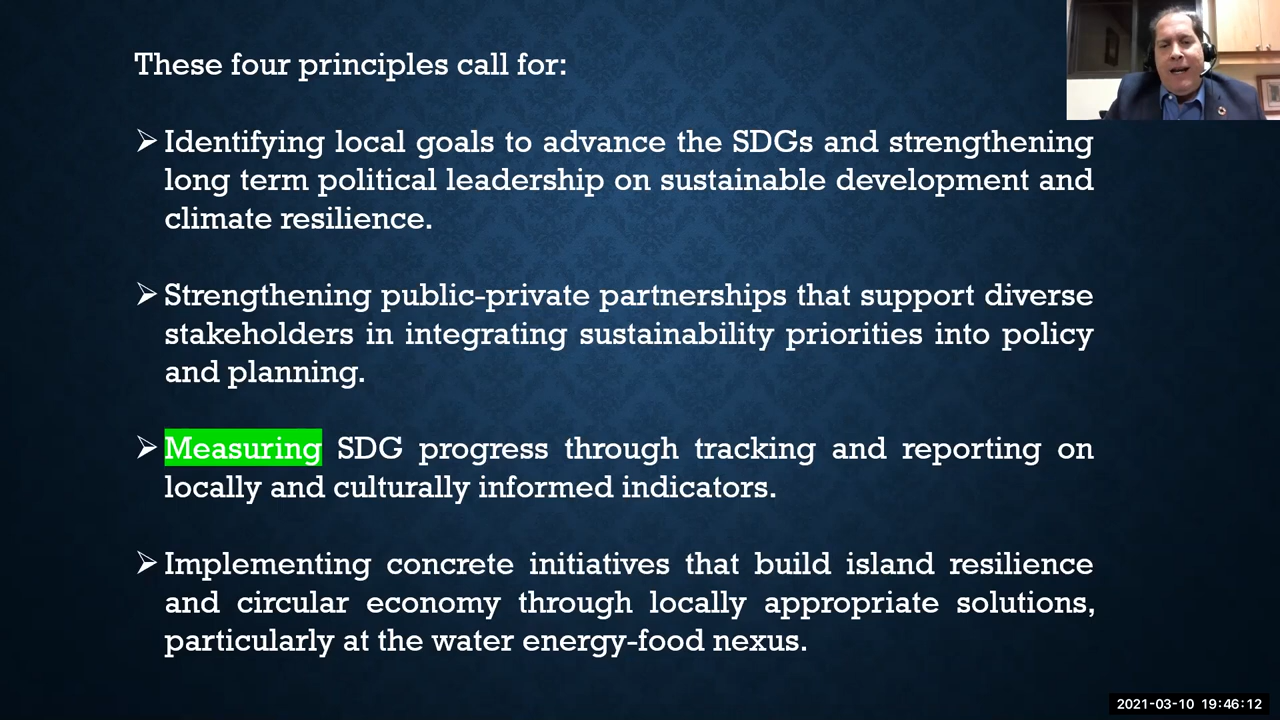 These four principles call for:
➢ Identifying local goals to advance the SDGs and strengthening
long term political leadership on sustainable development and
climate resilience.
➢ Strengthening public-private partnerships that support diverse
stakeholders in integrating sustainability priorities into policy
and planning.
➢ Measuring SDG progress through tracking and reporting on
locally and culturally informed indicators.
➢ Implementing concrete initiatives that build island resilience
and circular economy through locally appropriate solutions,
particularly at the water energy-food nexus.
2021-03-10 19:46:12